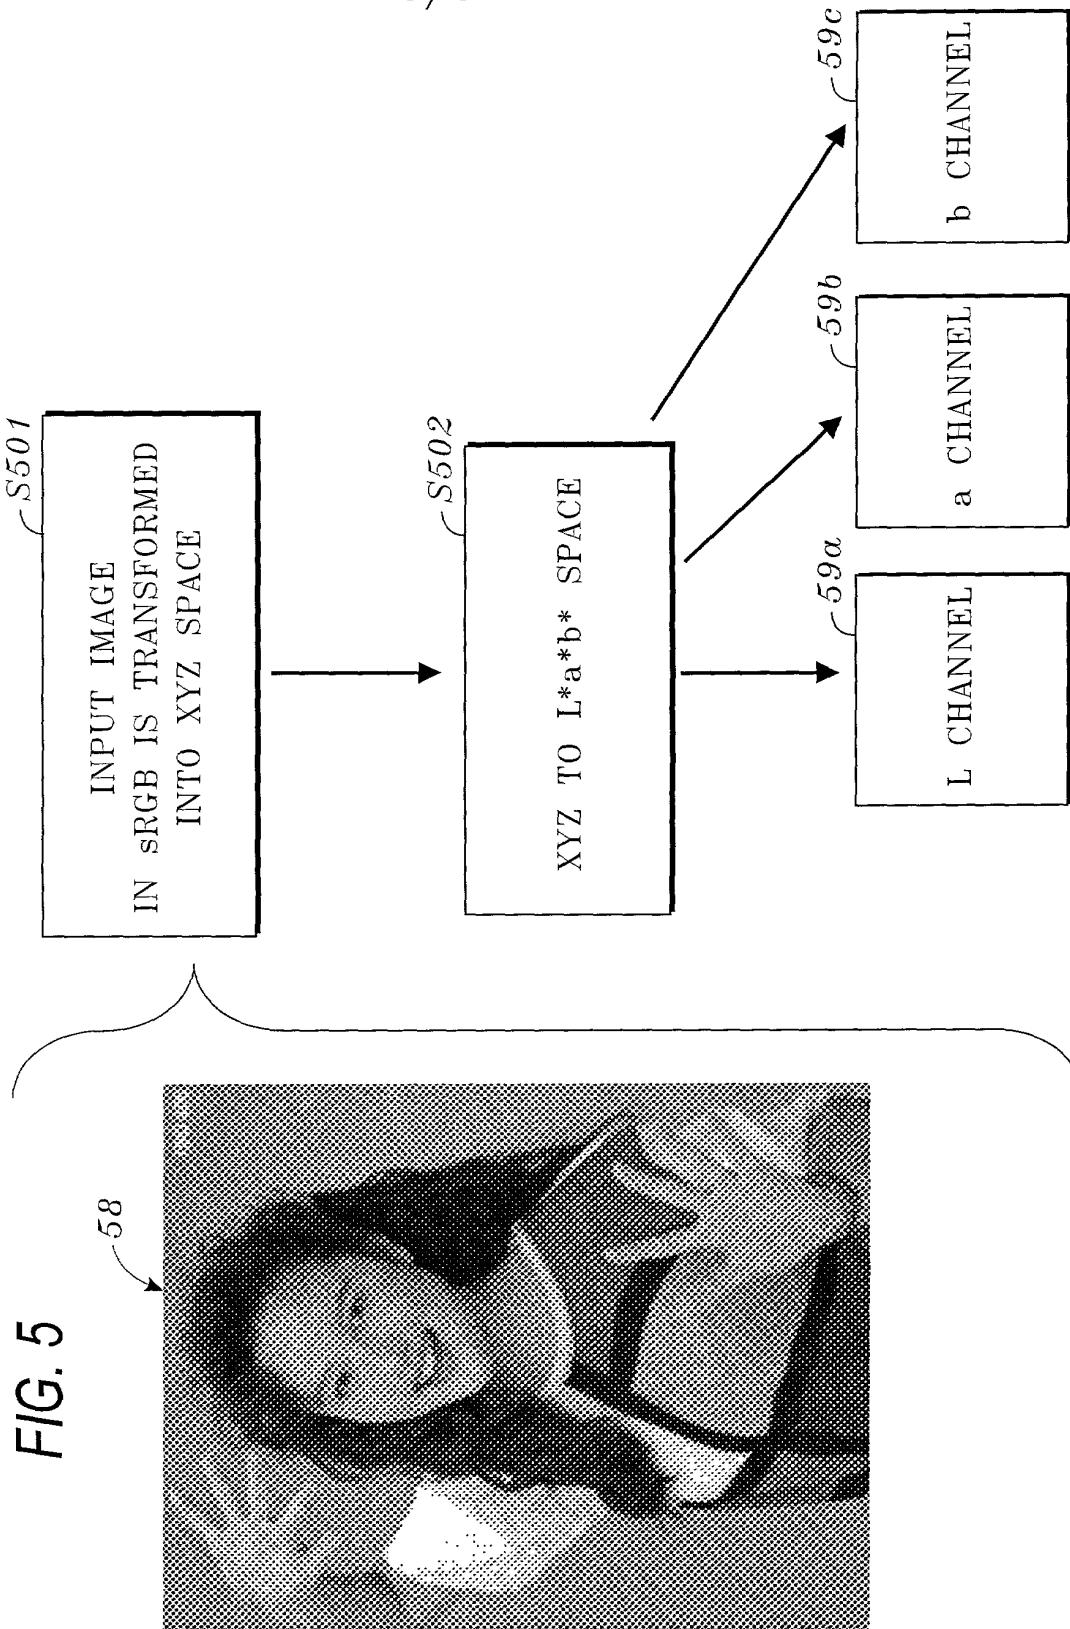 FIG. 5
58
S501
INPUT IMAGE
IN sRGB IS TRANSFORMED
INTO XYZ SPACE
S502
XYZ TO L*a*b* SPACE
59a
L CHANNEL
59b
a CHANNEL
59c
b CHANNEL